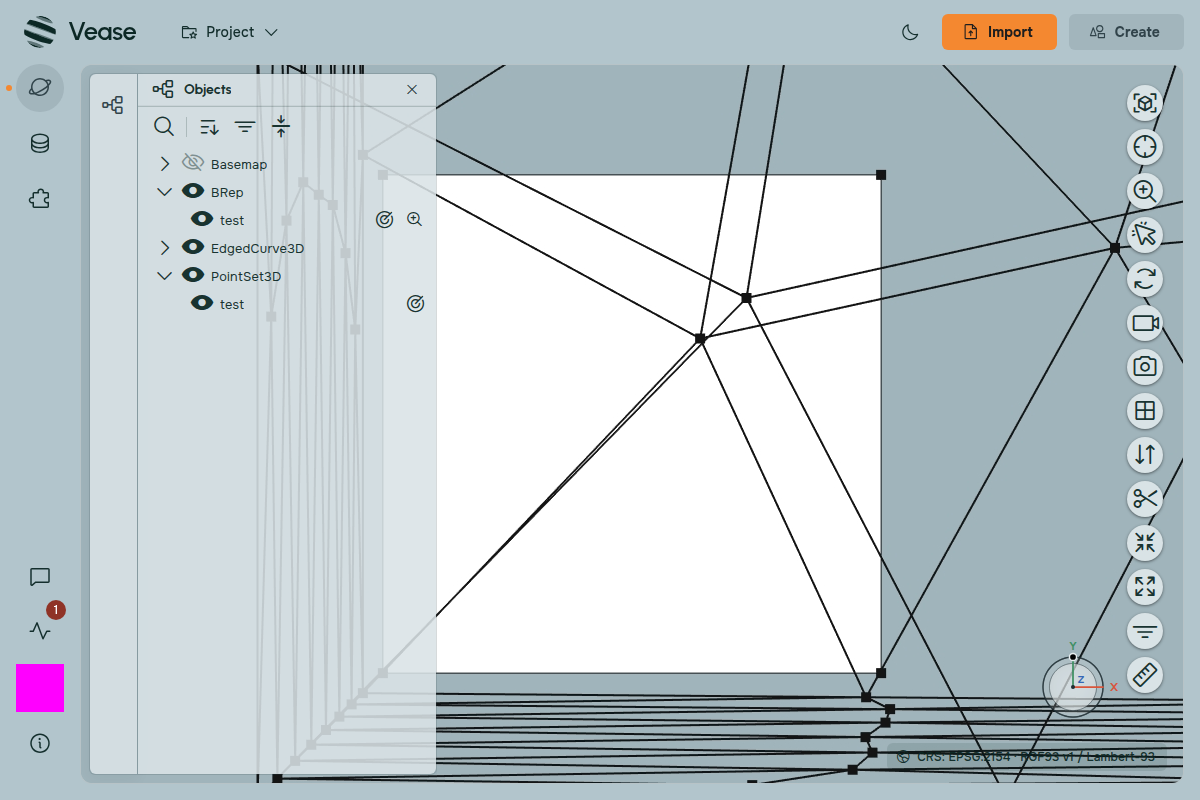 Vease
Project
Import
Create
Objects
Basemap
BRep
test
EdgedCurve3D
PointSet3D
test
1
Y
Z
X
CRS: EPSG:2154 - RGF93 v1 / Lambert-93